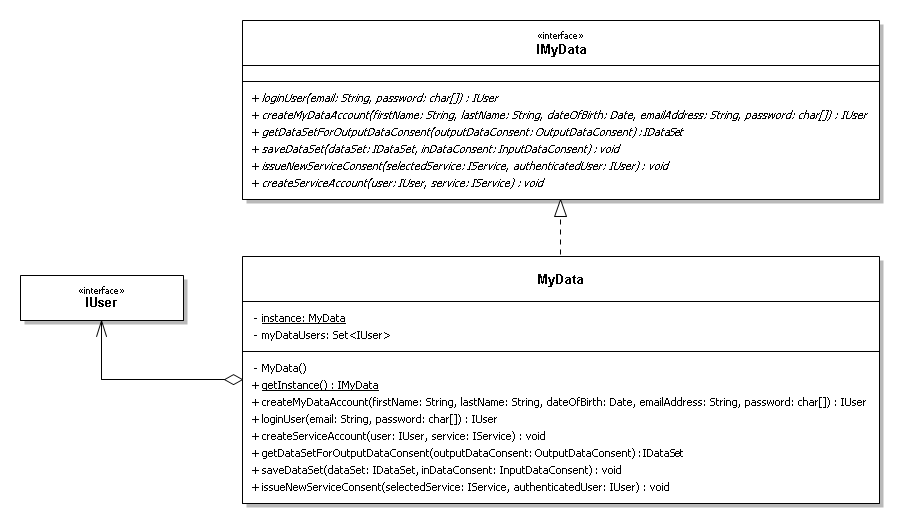 «interface»
IMyData
+ loginUser(email: String, password: char[]) : IUser
+ createMyDataAccount(firstName: String, lastName: String, dateOfBirth: Date, emailAddress: String, password: char[]) : IUser
+ getDataSetForOutputDataConsent(outputDataConsent: OutputDataConsent) : IDataSet
+ saveDataSet(dataSet: IDataSet, inDataConsent: InputDataConsent) : void
+ issueNewServiceConsent(selectedService: IService, authenticatedUser: IUser) : void
+ createServiceAccount(user: IUser, service: IService) : void
«interface»
IUser
MyData
- instance: MyData
- myDataUsers: Set<IUser>
- MyData()
+ getInstance() : IMyData
+ createMyDataAccount(firstName: String, lastName: String, dateOfBirth: Date, emailAddress: String, password: char[]) : IUser
+ loginUser(email: String, password: char[]) : IUser
+ createServiceAccount(user: IUser, service: IService) : void
+ getDataSetForOutputDataConsent(outputDataConsent: OutputDataConsent) : IDataSet
+ saveDataSet(dataSet: IDataSet, inDataConsent: InputDataConsent) : void
+ issueNewServiceConsent(selectedService: IService, authenticatedUser: IUser) : void